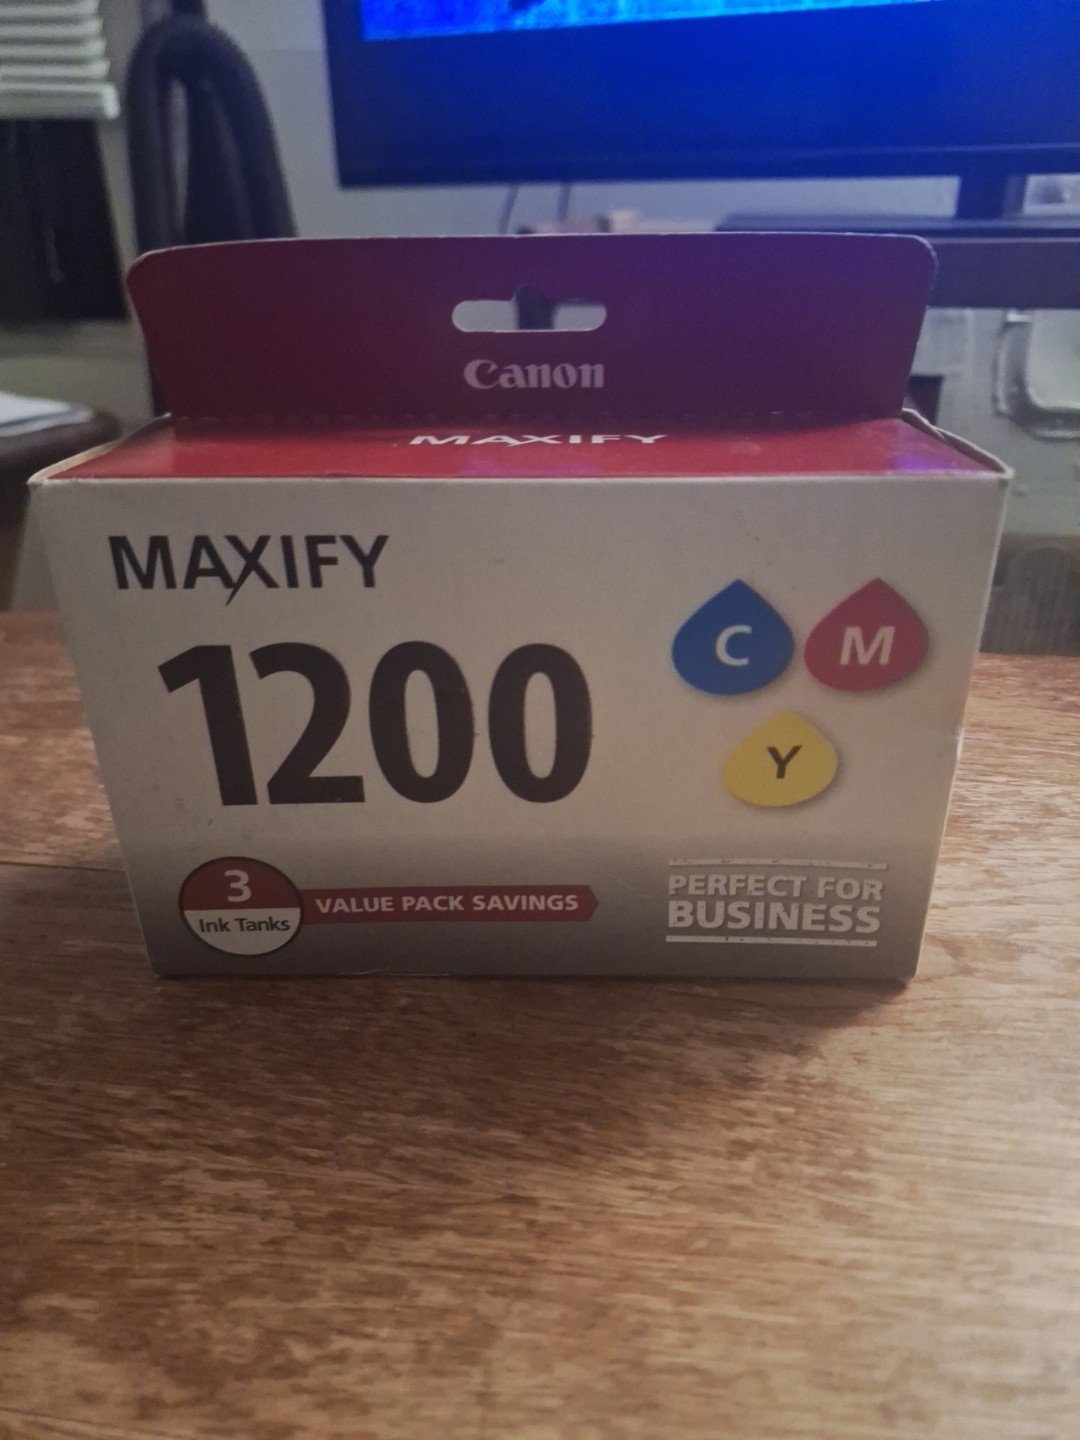 Canon
MAXIFY
MAXIFY
1200
C
M
Y
3
Ink Tanks
VALUE PACK SAVINGS
PERFECT FOR
BUSINESS